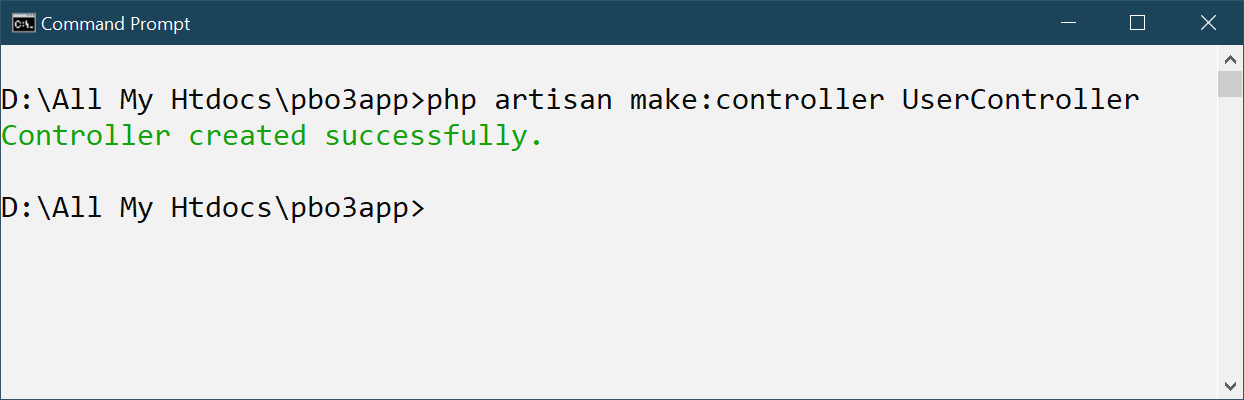 Command Prompt
D:\All My Htdocs\pbo3app>php artisan make:controller UserController
Controller created successfully.
D:\All My Htdocs\pbo3app>